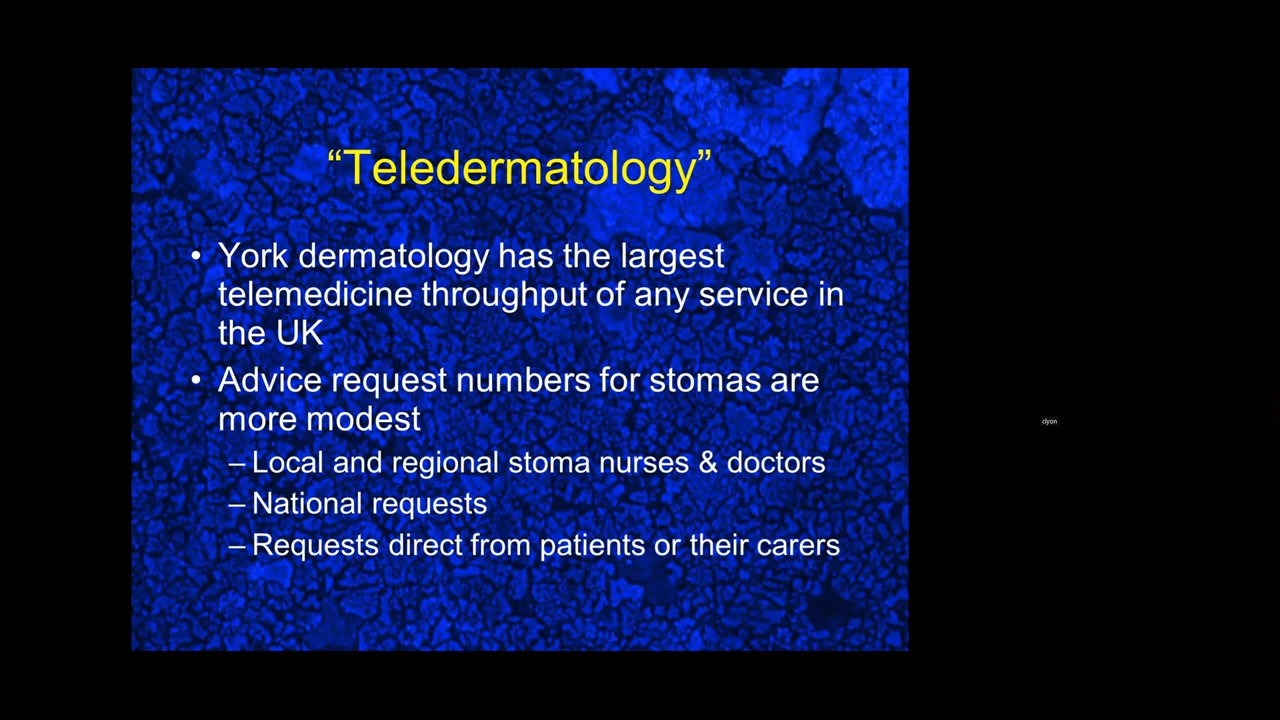 “Teledermatology”
• York dermatology has the largest
telemedicine throughput of any service in
the UK
• Advice request numbers for stomas are
more modest
– Local and regional stoma nurses & doctors
– National requests
– Requests direct from patients or their carers
clyon